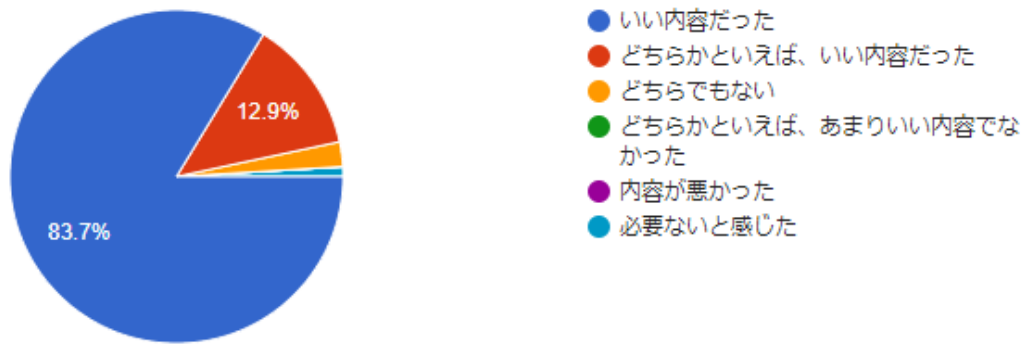 いい内容だった
どちらかといえば、いい内容だった
どちらでもない
どちらかといえば、あまりいい内容でな
かった
内容が悪かった
必要ないと感じた
12.9%
83.7%